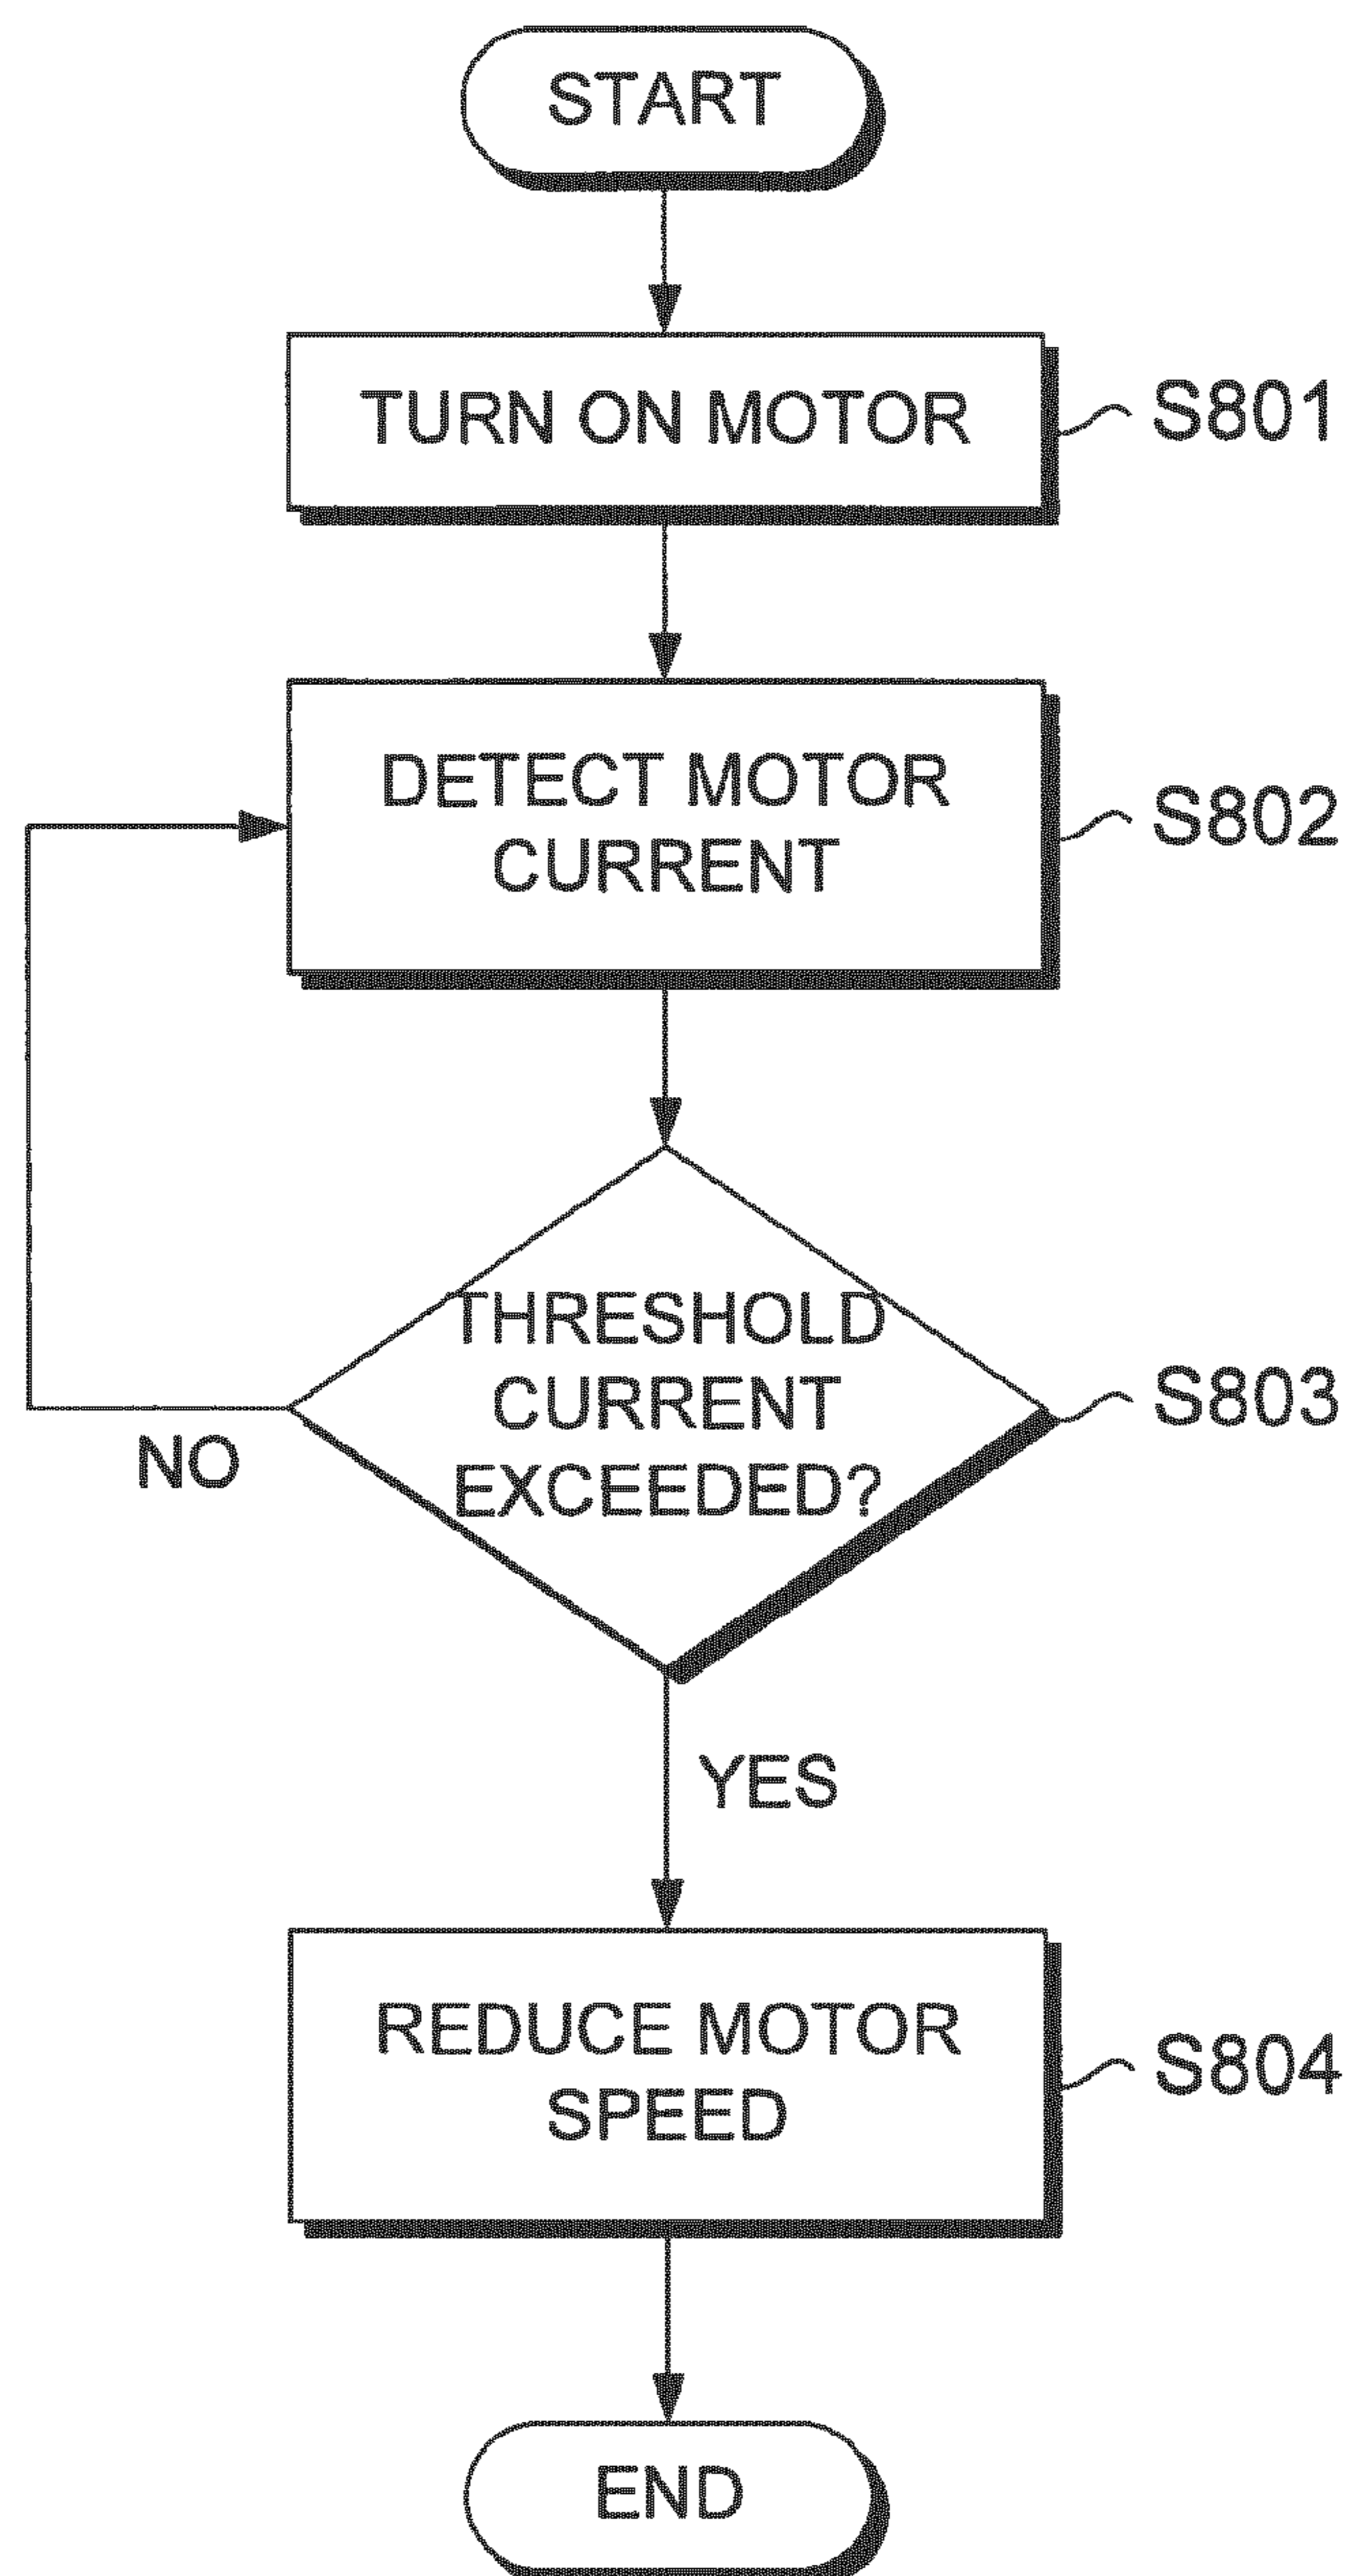 START
TURN ON MOTOR
S801
DETECT MOTOR
CURRENT
S802
THRESHOLD
CURRENT
EXCEEDED?
S803
NO
YES
REDUCE MOTOR
SPEED
S804
END